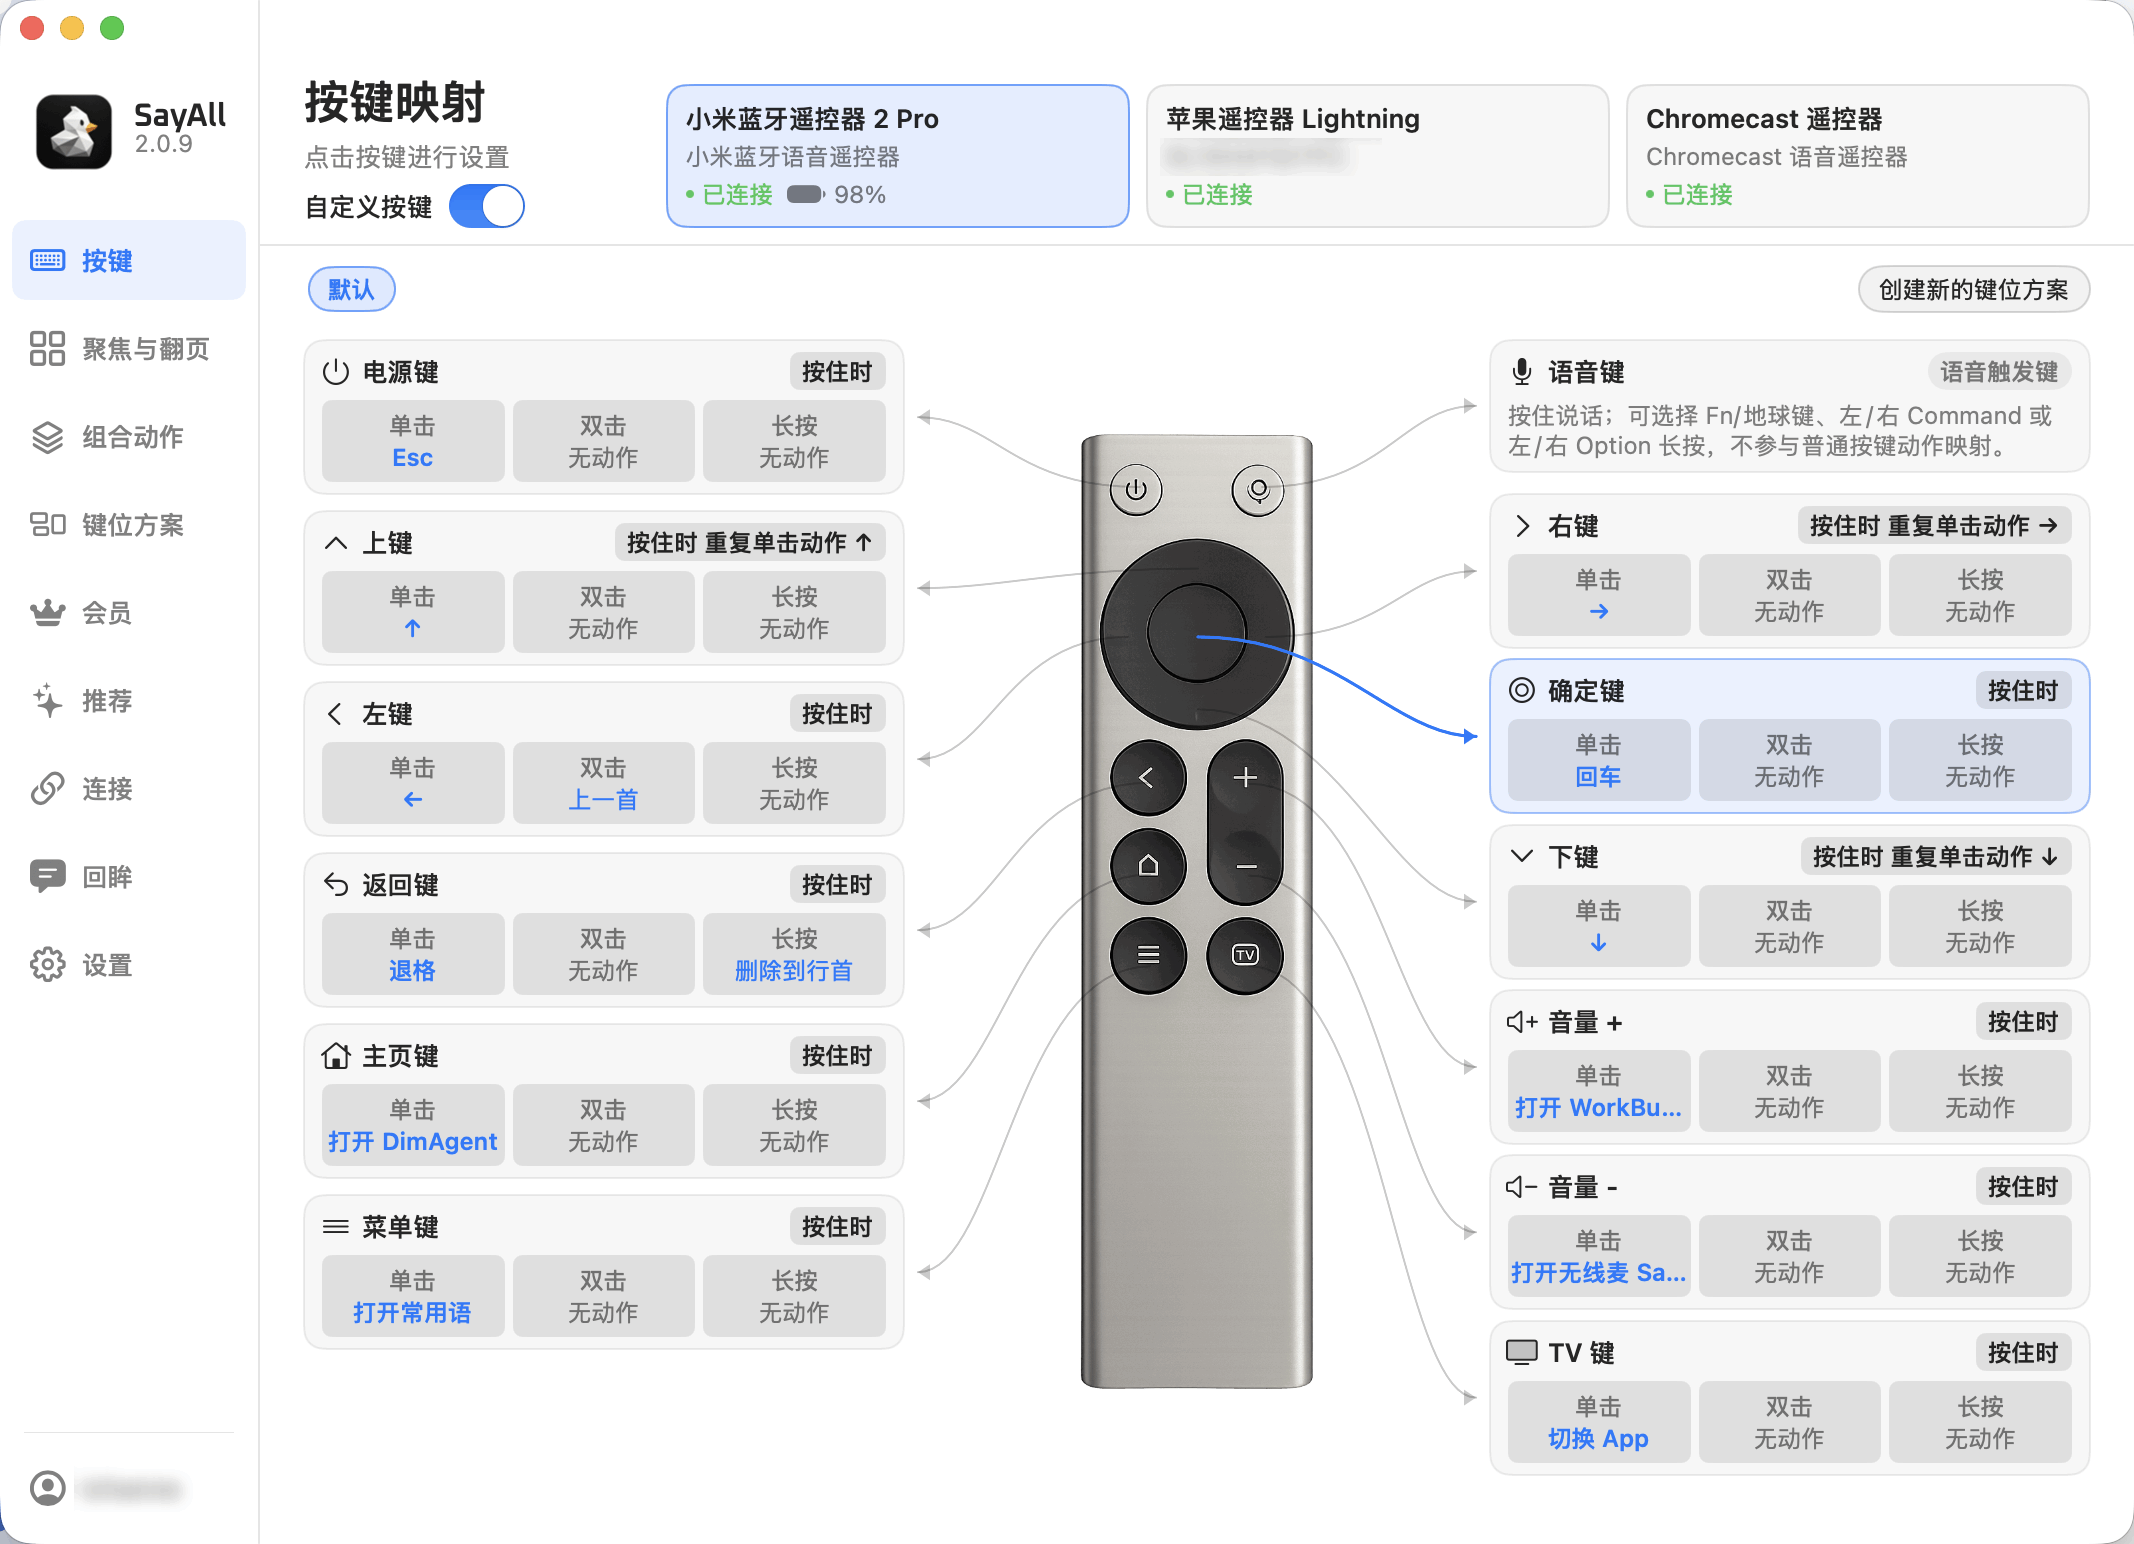 SayAll
2.0.9
按键
聚焦与翻页
组合动作
键位方案
会员
推荐
连接
回眸
设置
按键映射
点击按键进行设置
自定义按键
小米蓝牙遥控器 2 Pro
小米蓝牙语音遥控器
已连接 98%
苹果遥控器 Lightning
已连接
Chromecast 遥控器
Chromecast 语音遥控器
已连接
默认
创建新的键位方案
电源键 按住时
单击 双击 长按
Esc 无动作 无动作
上键 按住时 重复单击动作 ↑
单击 双击 长按
↑ 无动作 无动作
左键 按住时
单击 双击 长按
← 上一首 无动作
返回键 按住时
单击 双击 长按
退格 无动作 删除到行首
主页键 按住时
单击 双击 长按
打开 DimAgent 无动作 无动作
菜单键 按住时
单击 双击 长按
打开常用语 无动作 无动作
TV
语音键 语音触发键
按住说话；可选择 Fn/地球键、左/右 Command 或
左/右 Option 长按，不参与普通按键动作映射。
右键 按住时 重复单击动作 →
单击 双击 长按
→ 无动作 无动作
确定键 按住时
单击 双击 长按
回车 无动作 无动作
下键 按住时 重复单击动作 ↓
单击 双击 长按
↓ 无动作 无动作
音量 + 按住时
单击 双击 长按
打开 WorkBu... 无动作 无动作
音量 - 按住时
单击 双击 长按
打开无线麦 Sa... 无动作 无动作
TV 键 按住时
单击 双击 长按
切换 App 无动作 无动作